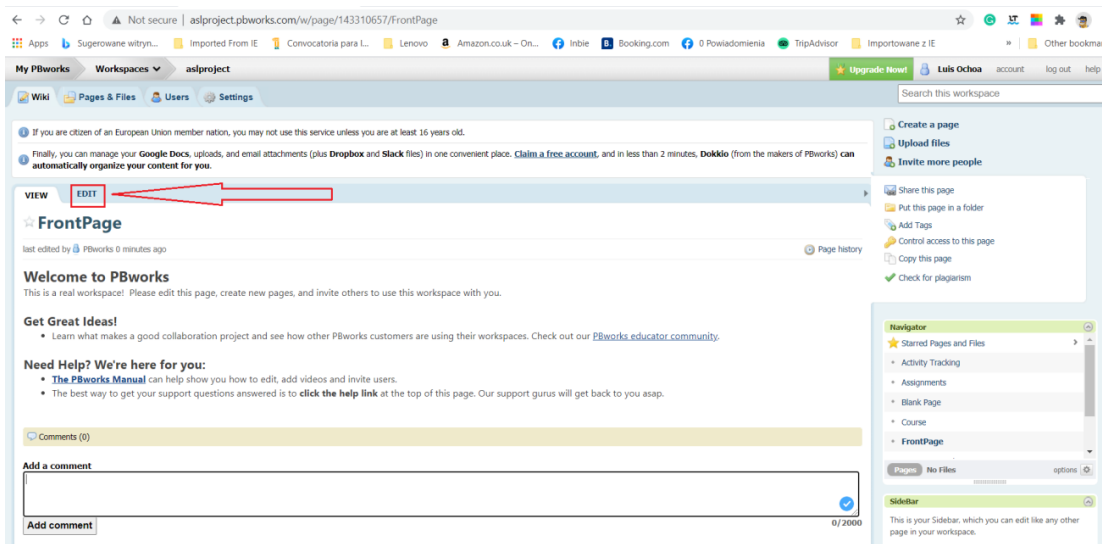 Not secure | aslproject.pbworks.com/w/page/143310657/FrontPage
Apps Sugerowane witryn... Imported From IE Convocatoria para l... Lenovo Amazon.co.uk – On... Inbie B. Booking.com 0 Powiadomienia TripAdvisor Importowane z IE » Other bookma
My PBworks Workspaces aslproject Upgrade Now! Luis Ochoa account log out help
Wiki Pages & Files Users Settings
Search this workspace
If you are citizen of an European Union member nation, you may not use this service unless you are at least 16 years old.
Finally, you can manage your Google Docs, uploads, and email attachments (plus Dropbox and Slack files) in one convenient place. Claim a free account, and in less than 2 minutes, Dokkio (from the makers of PBworks) can
automatically organize your content for you.
VIEW EDIT
FrontPage
last edited by PBworks 0 minutes ago Page history
Welcome to PBworks
This is a real workspace! Please edit this page, create new pages, and invite others to use this workspace with you.
Get Great Ideas!
• Learn what makes a good collaboration project and see how other PBworks customers are using their workspaces. Check out our PBworks educator community.
Need Help? We're here for you:
• The PBworks Manual can help show you how to edit, add videos and invite users.
• The best way to get your support questions answered is to click the help link at the top of this page. Our support gurus will get back to you asap.
Comments (0)
Add a comment
Add comment 0/2000
Create a page
Upload files
Invite more people
Share this page
Put this page in a folder
Add Tags
Control access to this page
Copy this page
Check for plagiarism
Navigator
Starred Pages and Files
Activity Tracking
Assignments
Blank Page
Course
FrontPage
Pages No Files options
SideBar
This is your Sidebar, which you can edit like any other
page in your workspace.